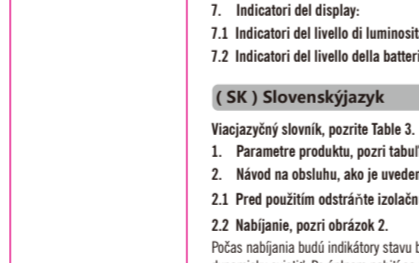 7. Indicatori del display:
7.1 Indicatori del livello di luminosit
7.2 Indicatori del livello della batteri
( SK ) Slovenskýjazyk
Viacjazyčný slovník, pozrite Table 3.
1. Parametre produktu, pozri tabuľ
2. Návod na obsluhu, ako je uveden
2.1 Pred použitím odstráňte izolačn
2.2 Nabíjanie, pozri obrázok 2.
Počas nabíjania budú indikátory stavu b